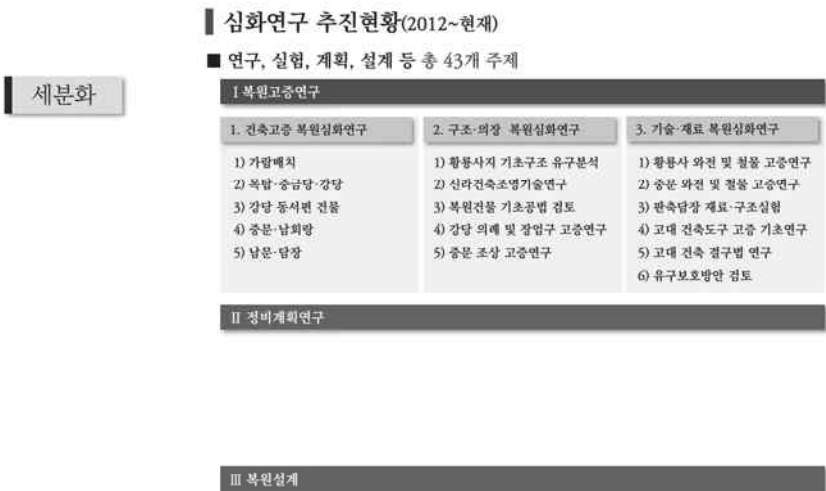 심화연구 추진현황(2012~현재)
■ 연구, 실험, 계획, 설계 등 총 43개 주제
세분화
Ⅰ 복원고증연구
1. 건축고증 복원심화연구
1) 가람배치
2) 목탑·중금당·강당
3) 강당 동서편 건물
4) 중문·남회랑
5) 남문·담장
2. 구조·의장 복원심화연구
1) 황룡사지 기초구조 유구분석
2) 신라건축조영기술연구
3) 복원건물 기초공법 검토
4) 강당 의례 및 장엄구 고증연구
5) 중문 조상 고증연구
3. 기술·재료 복원심화연구
1) 황룡사 와전 및 철물 고증연구
2) 중문 와전 및 철물 고증연구
3) 판축담장 재료·구조실험
4) 고대 건축도구 고증 기초연구
5) 고대 건축 결구법 연구
6) 유구보호방안 검토
Ⅱ 정비계획연구
Ⅲ 복원설계